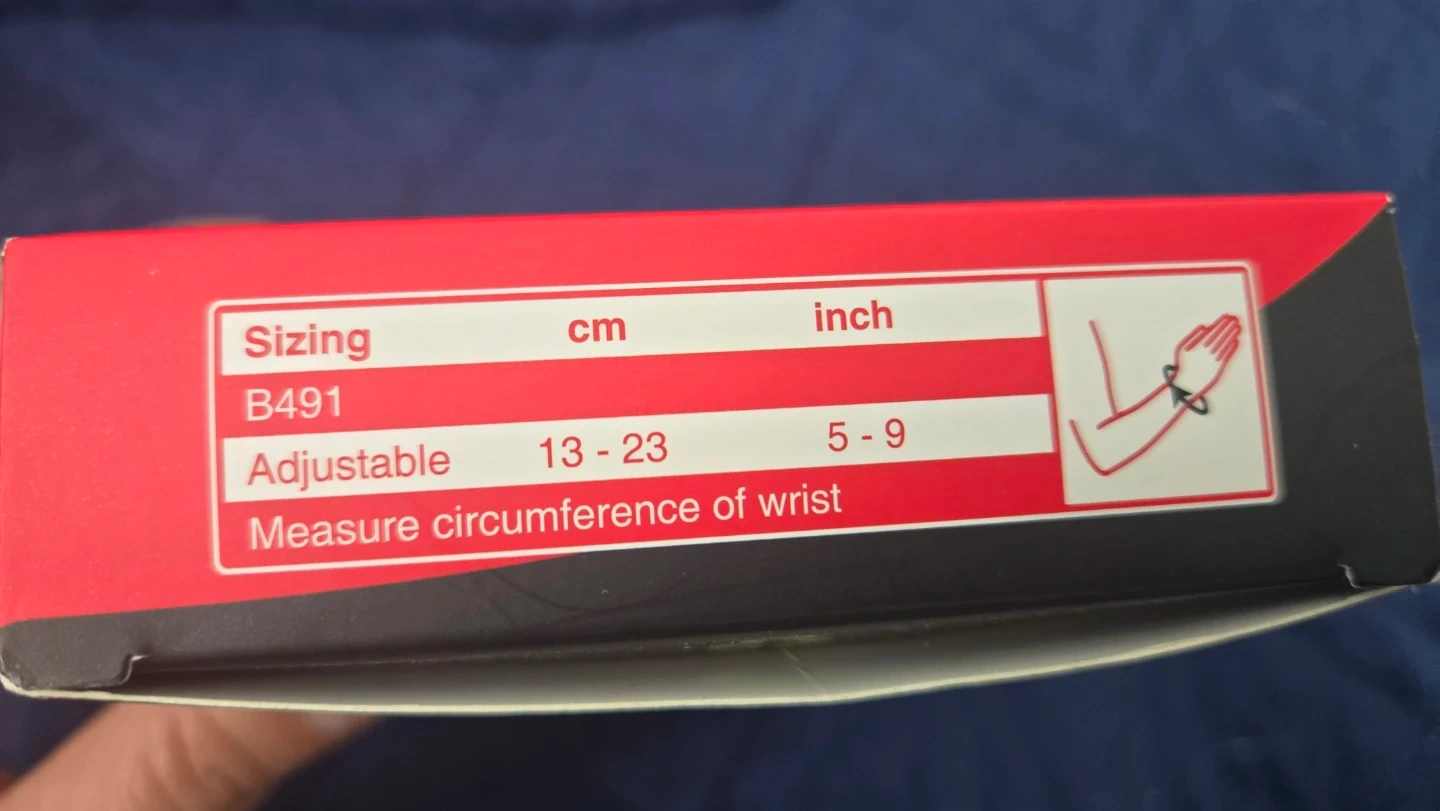 Sizing cm inch
B491
Adjustable 13 - 23 5 - 9
Measure circumference of wrist